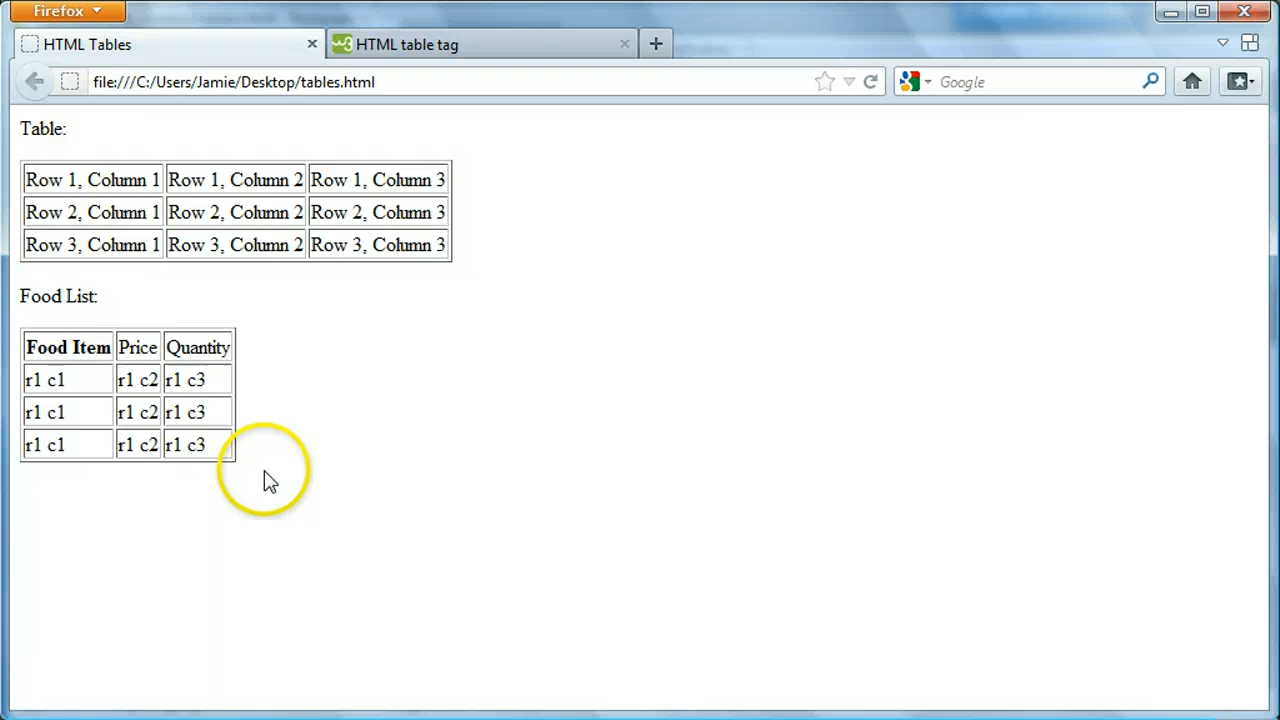 Firefox
HTML Tables
HTML table tag
file:///C:/Users/Jamie/Desktop/tables.html
Google
Table:
Row 1, Column 1 Row 1, Column 2 Row 1, Column 3
Row 2, Column 1 Row 2, Column 2 Row 2, Column 3
Row 3, Column 1 Row 3, Column 2 Row 3, Column 3
Food List:
Food Item Price Quantity
r1 c1 r1 c2 r1 c3
r1 c1 r1 c2 r1 c3
r1 c1 r1 c2 r1 c3